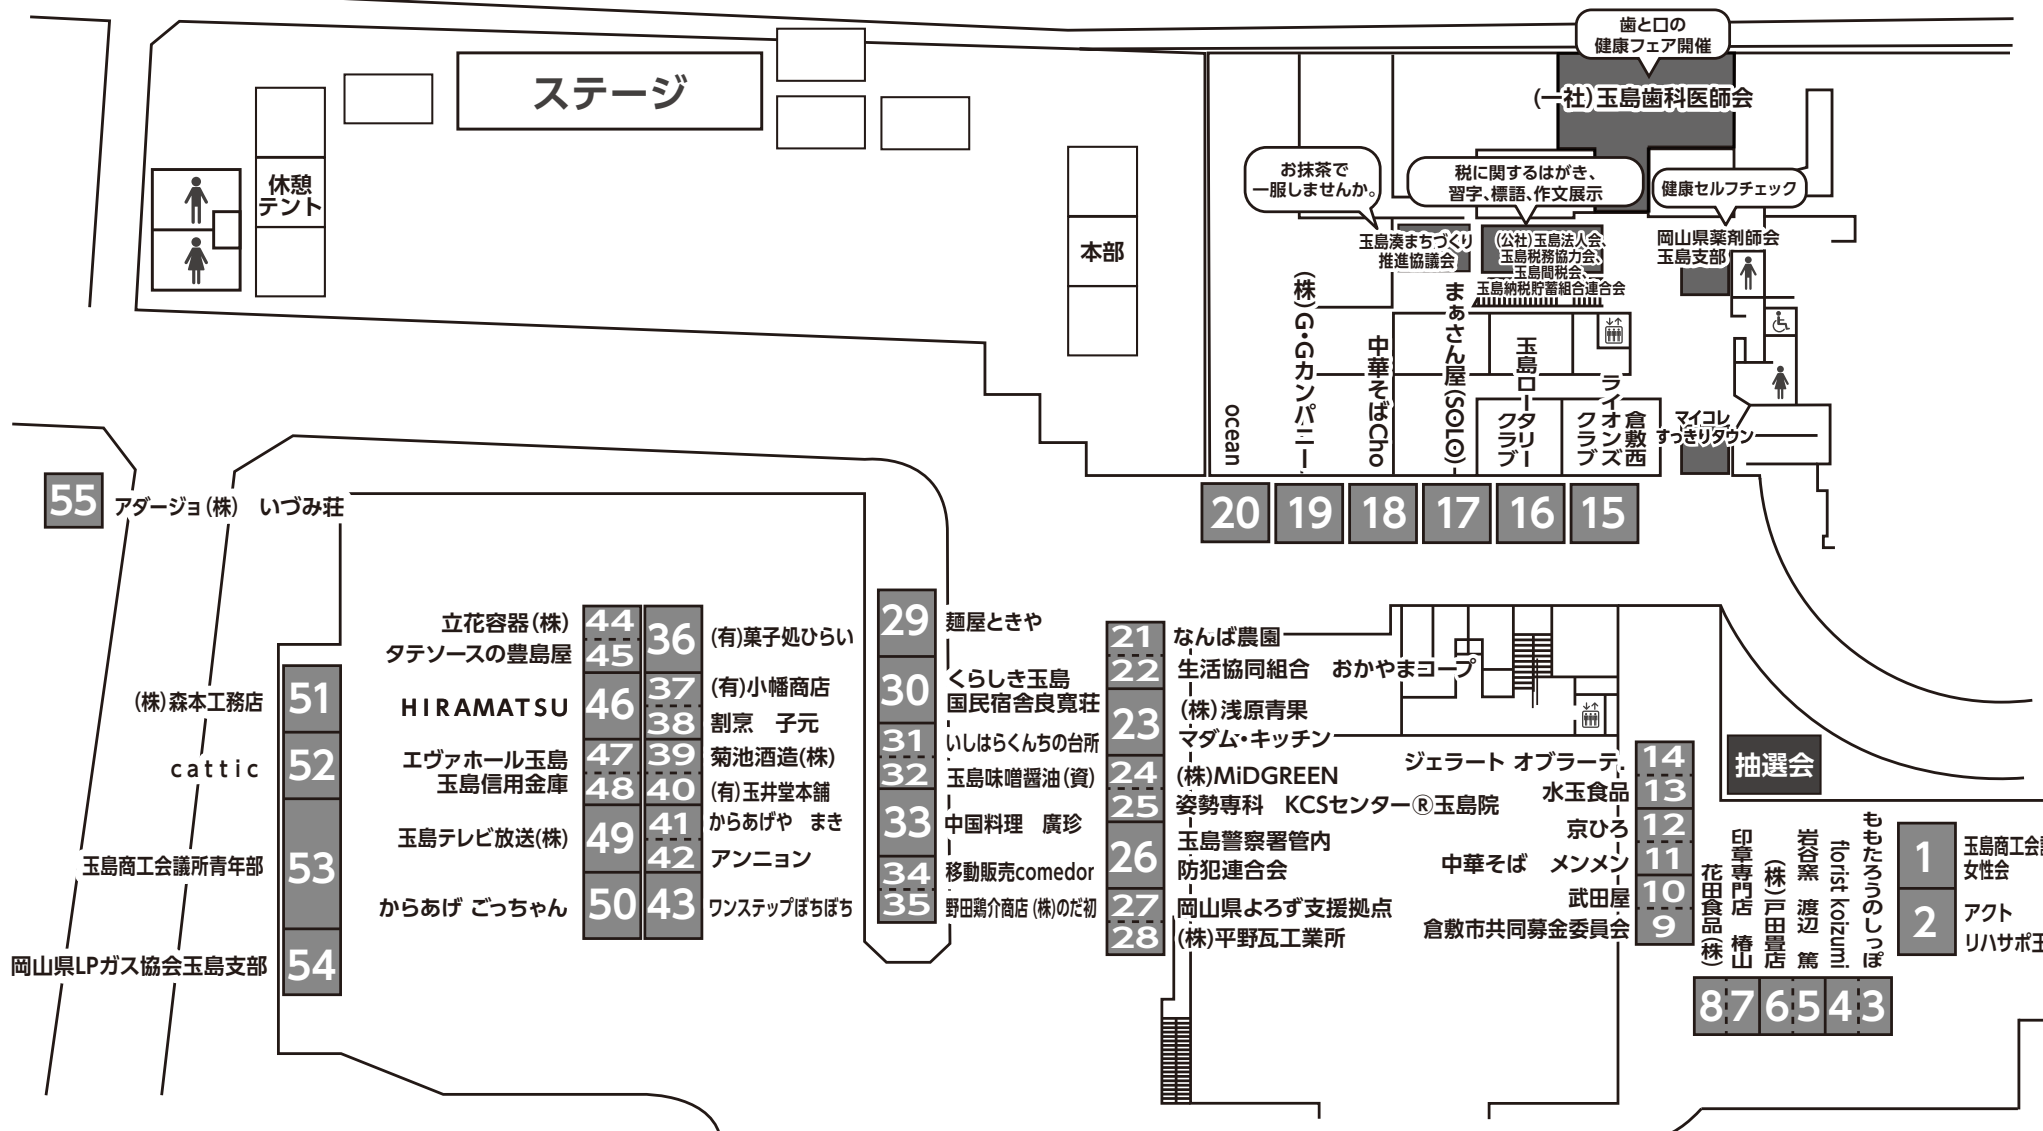 歯と口の
健康フェア開催
(一社)玉島歯科医師会
ステージ
お抹茶で
一服しませんか。
税に関するはがき、
習字、標語、作文展示
健康セルフチェック
休憩
テント
本部
玉島湊まちづくり
推進協議会
(公社)玉島法人会、
玉島税務協力会、
玉島間税会、
玉島納税貯蓄組合連合会
岡山県薬剤師会
玉島支部
ocean
(株)G・Gカンパニー
中華そばCho
まぁさん屋(SOLO)
玉島ロータリー
クラブ
倉敷西
ライオンズ
クラブ
マイコレ
すっきりタウン
20
19
18
17
16
15
55 アダージョ(株) いづみ荘
(株)森本工務店 51
cattic 52
玉島商工会議所青年部 53
岡山県LPガス協会玉島支部 54
立花容器(株) 44
タテソースの豊島屋 45
HIRAMATSU 46
エヴァホール玉島 47
玉島信用金庫 48
玉島テレビ放送(株) 49
からあげ ごっちゃん 50
36 (有)菓子処ひらい
37 (有)小幡商店
38 割烹 子元
39 菊池酒造(株)
40 (有)玉井堂本舗
41 からあげや まき
42 アンニョン
43 ワンステップぽちぽち
29 麺屋ときや
30 くらしき玉島
国民宿舎良寛荘
31 いしはらくんちの台所
32 玉島味噌醤油(資)
33 中国料理 廣珍
34 移動販売comedor
35 野田鶏介商店(株)のだ初
21 なんば農園
22 生活協同組合 おかやまコープ
23 (株)浅原青果
マダム・キッチン
24 (株)MiDGREEN
25 姿勢専科 KCSセンター®玉島院
26 玉島警察署管内
防犯連合会
27 岡山県よろず支援拠点
28 (株)平野瓦工業所
ジェラート オブラーデ. 14
水玉食品 13
京ひろ 12
中華そば メンメン 11
武田屋 10
倉敷市共同募金委員会 9
抽選会
花田食品(株)
印章専門店 椿山
(株)戸田畳店
岩谷窯 渡辺 篤
florist koizumi
ももたろうのしっぽ
8
7
6
5
4
3
1 玉島商工会
女性会
2 アクト
リハサポ